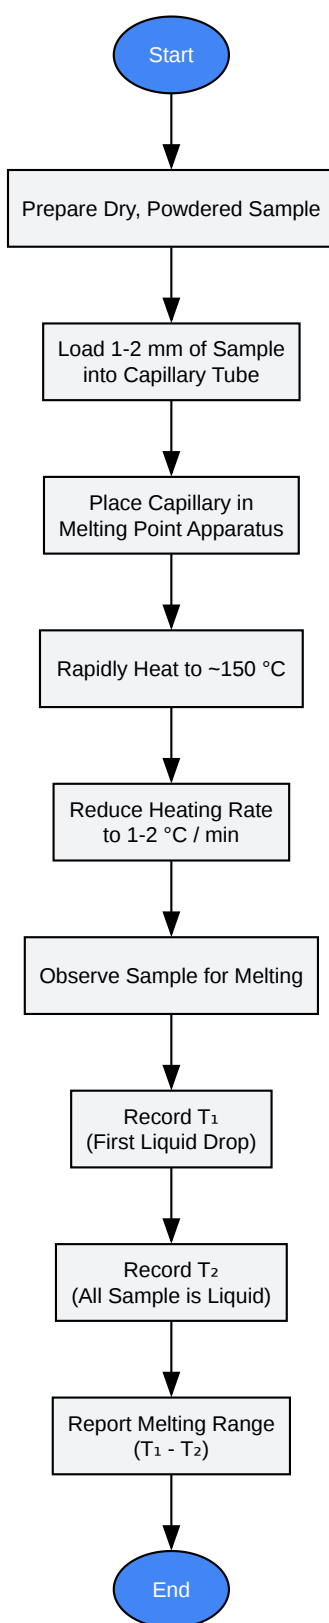 Start
Prepare Dry, Powdered Sample
Load 1-2 mm of Sample
into Capillary Tube
Place Capillary in
Melting Point Apparatus
Rapidly Heat to ~150 °C
Reduce Heating Rate
to 1-2 °C / min
Observe Sample for Melting
Record T₁
(First Liquid Drop)
Record T₂
(All Sample is Liquid)
Report Melting Range
(T₁ - T₂)
End